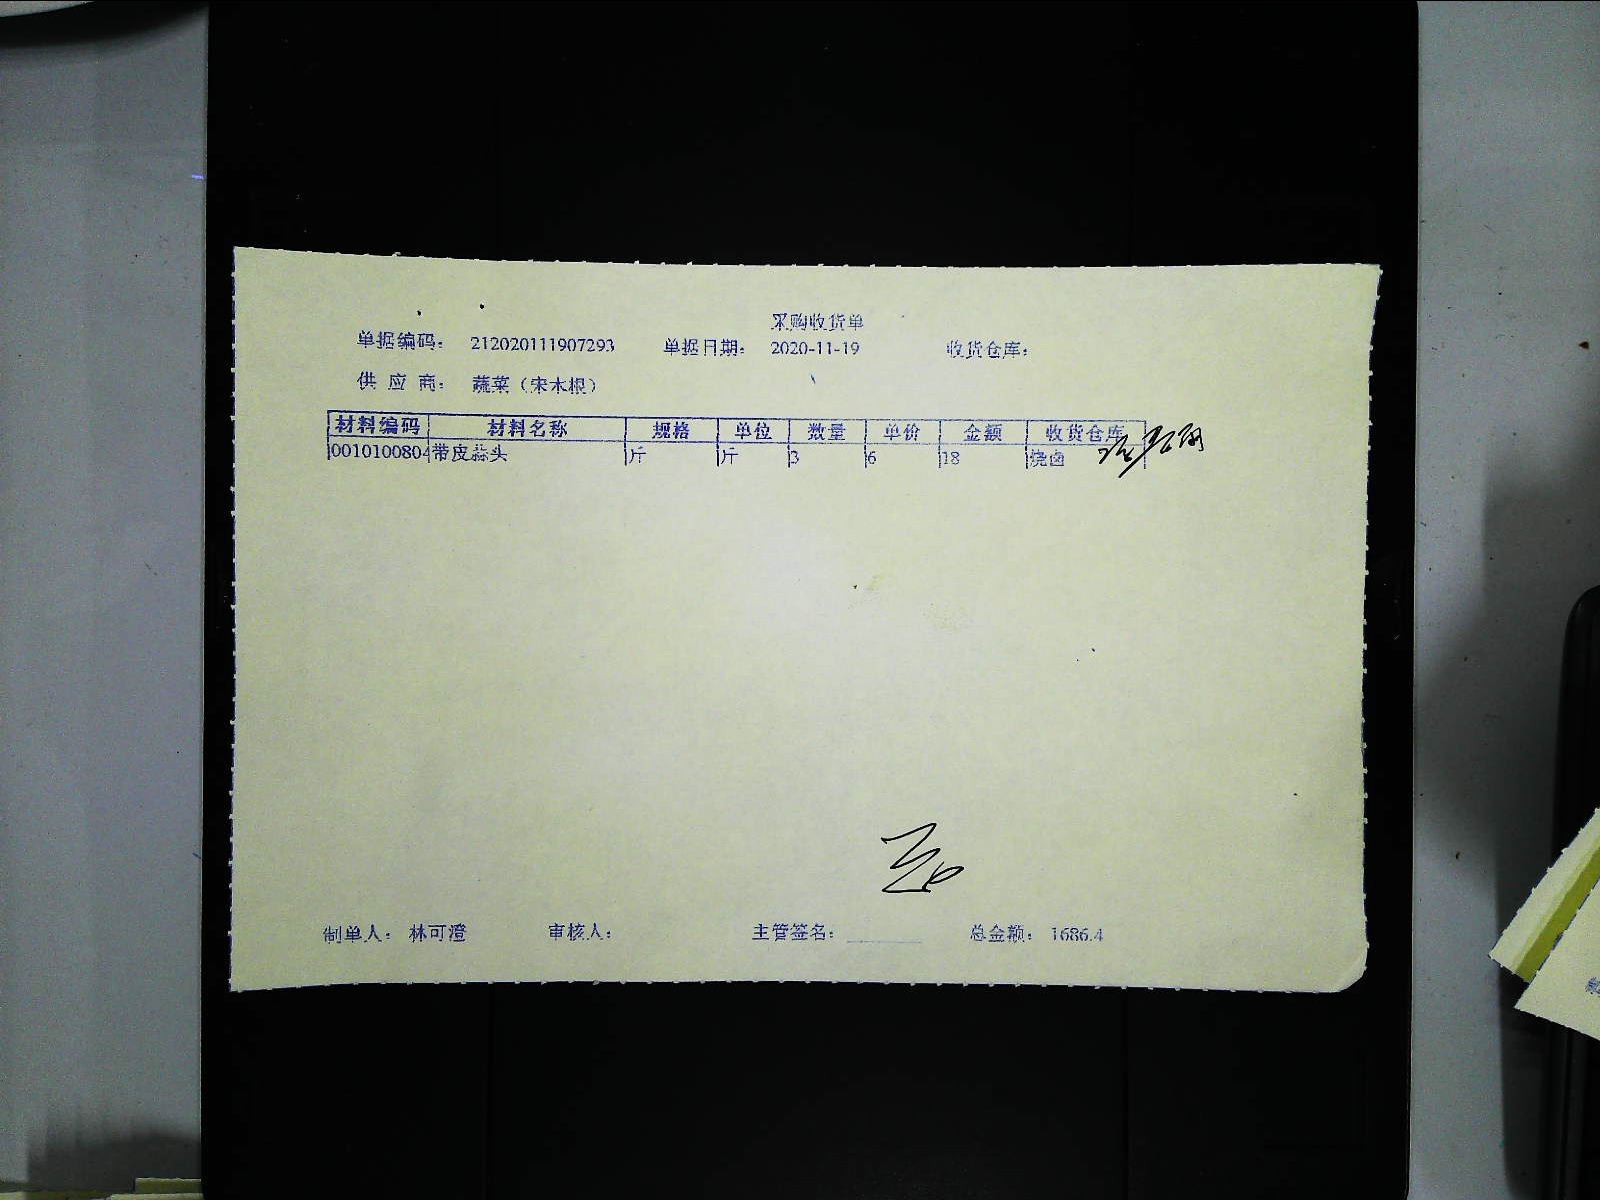 采购收货单
单据编码： 212020111907293 单据日期： 2020-11-19 收货仓库：
供 应 商： 蔬菜（宋木根）
材料编码 材料名称 规格 单位 数量 单价 金额 收货仓库
0010100804 带皮蒜头 斤 斤 3 6 18 烧卤
制单人： 林可澄 审核人： 主管签名： 总金额： 1686.4